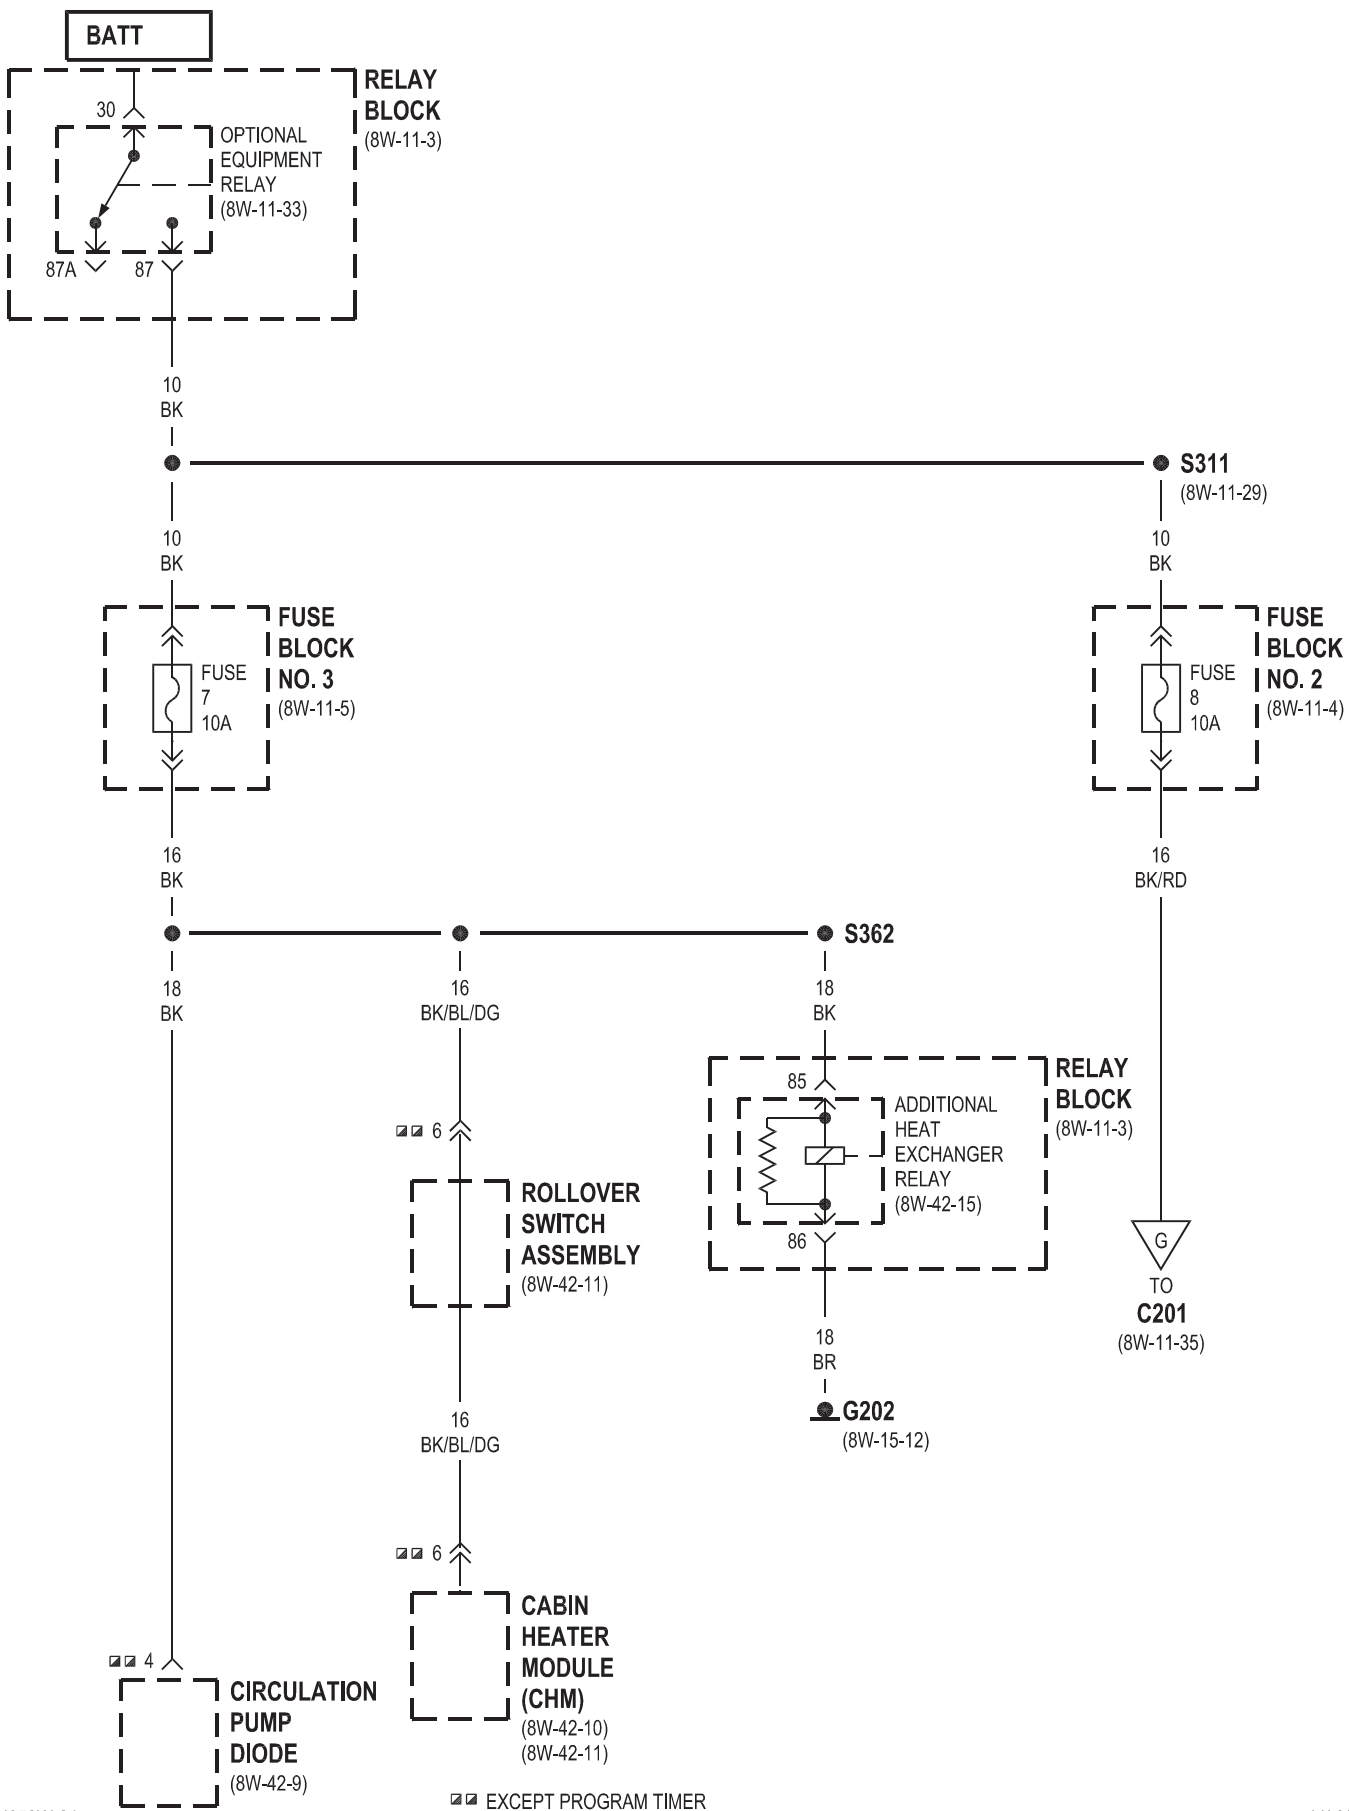 BATT
RELAY
BLOCK
(8W-11-3)
30
OPTIONAL
EQUIPMENT
RELAY
(8W-11-33)
87A
87
10
BK
S311
(8W-11-29)
10
BK
10
BK
FUSE
BLOCK
NO. 3
(8W-11-5)
FUSE
7
10A
FUSE
BLOCK
NO. 2
(8W-11-4)
FUSE
8
10A
16
BK
16
BK/RD
S362
18
BK
16
BK/BL/DG
18
BK
RELAY
BLOCK
(8W-11-3)
85
ADDITIONAL
HEAT
EXCHANGER
RELAY
(8W-42-15)
86
6
ROLLOVER
SWITCH
ASSEMBLY
(8W-42-11)
G
TO
C201
(8W-11-35)
18
BR
G202
(8W-15-12)
16
BK/BL/DG
6
CABIN
HEATER
MODULE
(CHM)
(8W-42-10)
(8W-42-11)
4
CIRCULATION
PUMP
DIODE
(8W-42-9)
EXCEPT PROGRAM TIMER